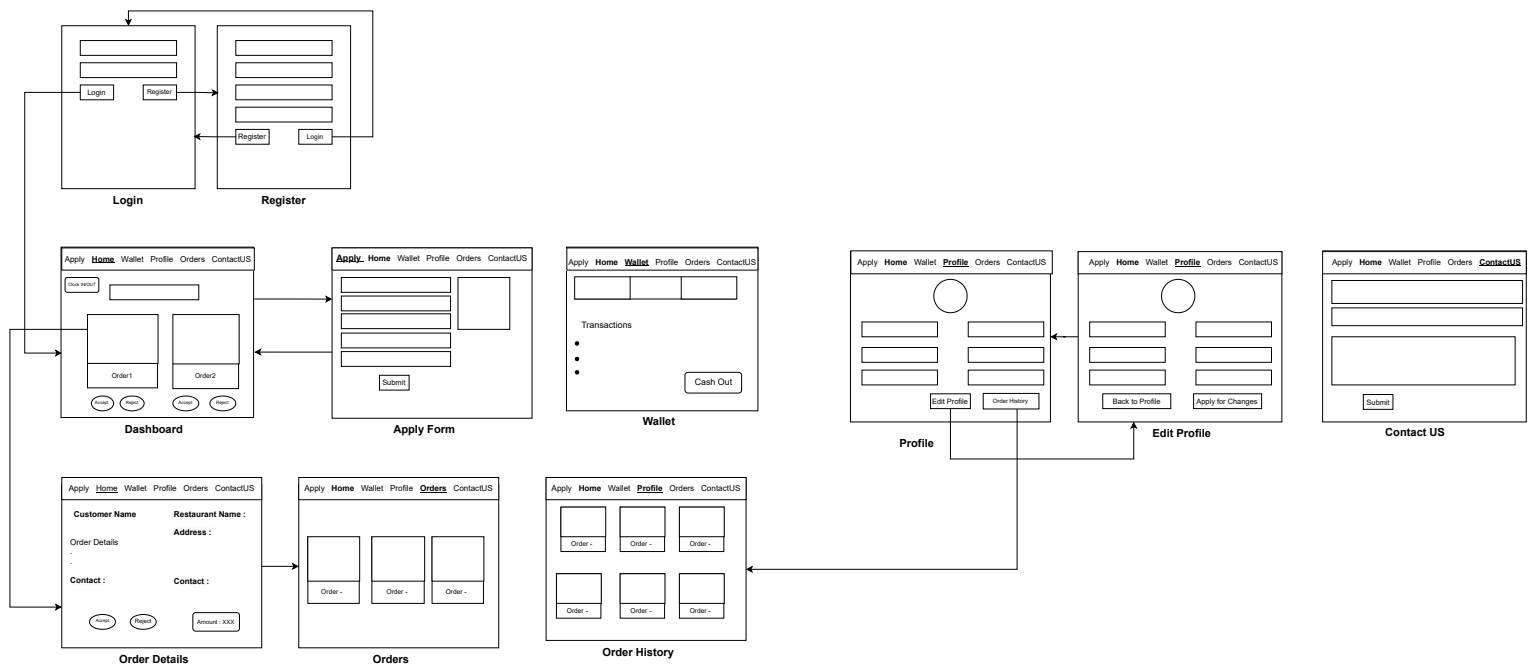 Login
Register
Register
Login
Login
Register
Apply Home Wallet Profile Orders ContactUS
Clock IN/OUT
Order1
Order2
Accept
Reject
Accept
Reject
Dashboard
Apply Home Wallet Profile Orders ContactUS
Submit
Apply Form
Apply Home Wallet Profile Orders ContactUS
Transactions
Cash Out
Wallet
Apply Home Wallet Profile Orders ContactUS
Edit Profile
Order History
Profile
Apply Home Wallet Profile Orders ContactUS
Back to Profile
Apply for Changes
Edit Profile
Apply Home Wallet Profile Orders ContactUS
Submit
Contact US
Apply Home Wallet Profile Orders ContactUS
Customer Name
Restaurant Name :
Address :
Order Details
.
.
Contact :
Contact :
Accept
Reject
Amount : XXX
Order Details
Apply Home Wallet Profile Orders ContactUS
Order -
Order -
Order -
Orders
Apply Home Wallet Profile Orders ContactUS
Order -
Order -
Order -
Order -
Order -
Order -
Order History